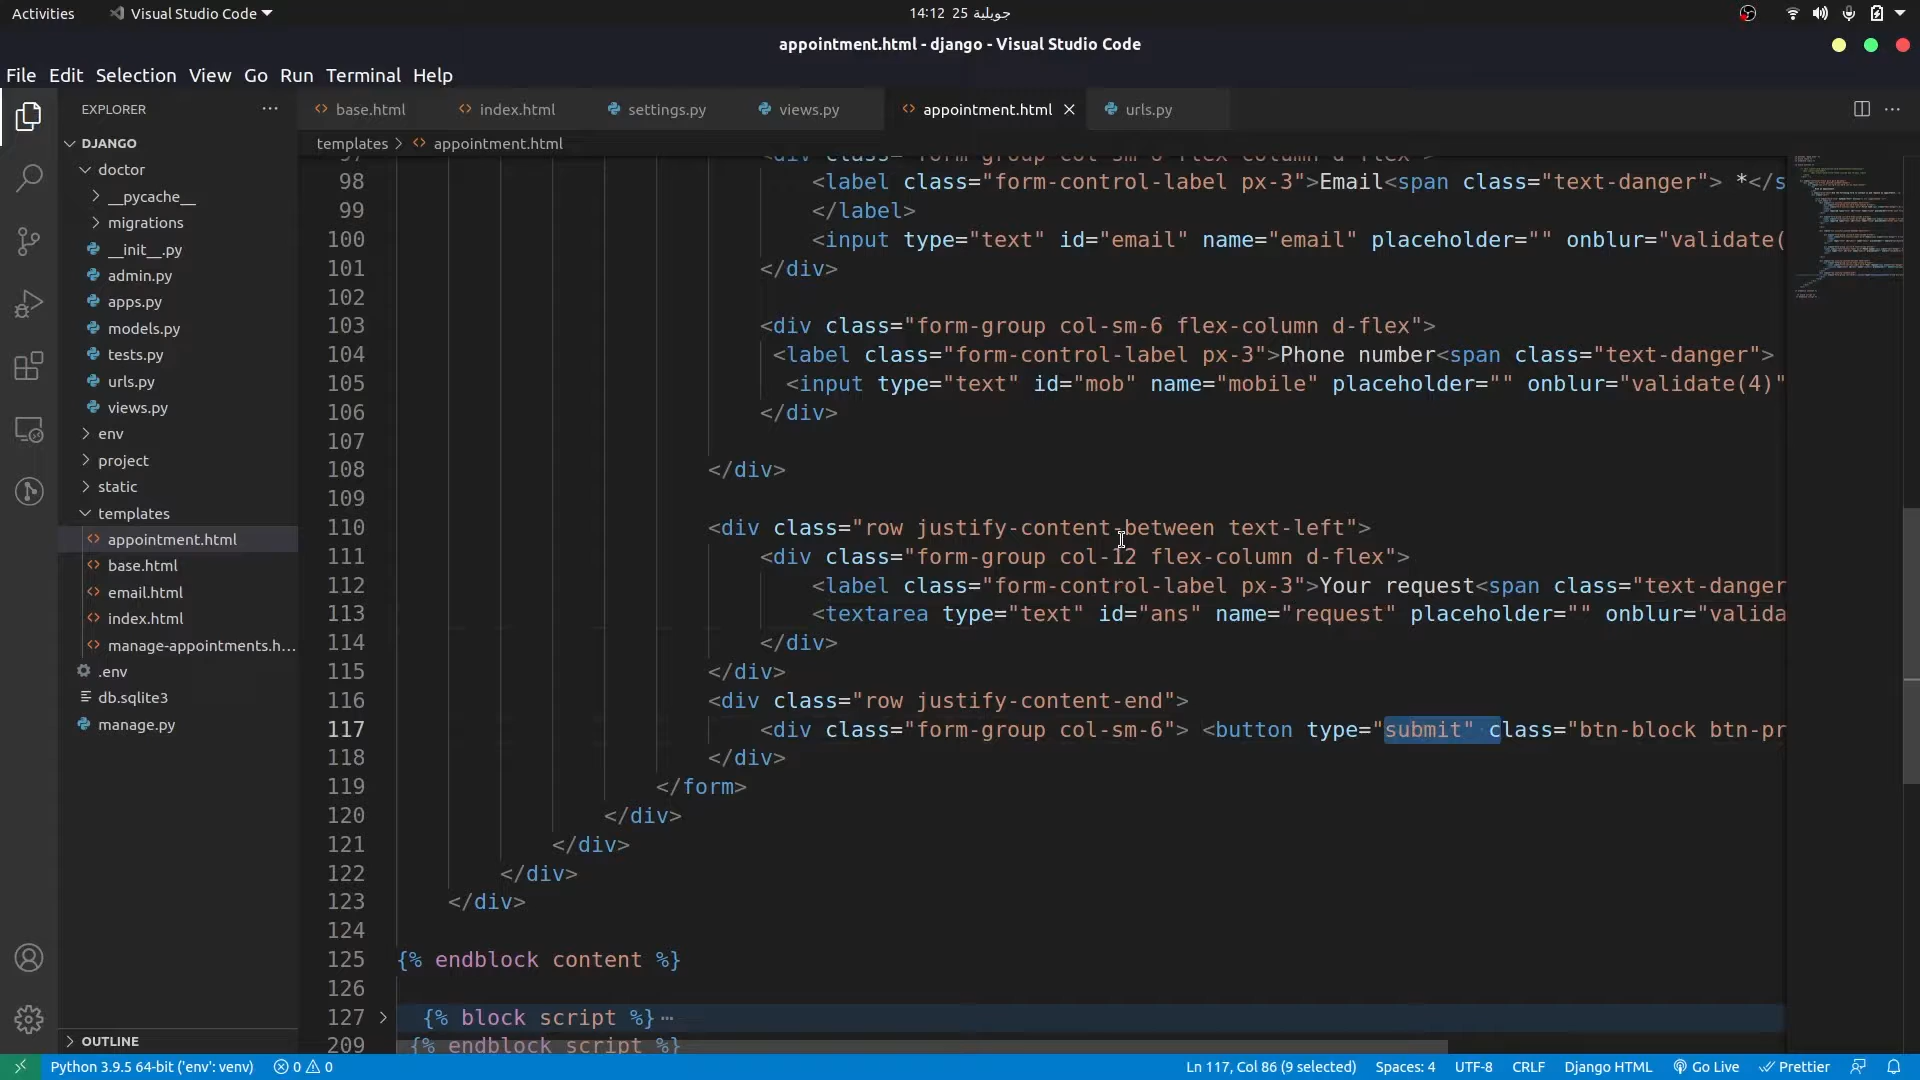 Activities
Visual Studio Code
14:12 25 جويلية
appointment.html - django - Visual Studio Code
File Edit Selection View Go Run Terminal Help
EXPLORER
base.html
index.html
settings.py
views.py
appointment.html
urls.py
templates > appointment.html
DJANGO
doctor
__pycache__
migrations
__init__.py
admin.py
apps.py
models.py
tests.py
urls.py
views.py
env
project
static
templates
appointment.html
base.html
email.html
index.html
manage-appointments.h...
.env
db.sqlite3
manage.py
OUTLINE
97 <div class="form-group col-sm-6 flex-column d-flex">
98 <label class="form-control-label px-3">Email<span class="text-danger"> *</s
99 </label>
100 <input type="text" id="email" name="email" placeholder="" onblur="validate(
101 </div>
102
103 <div class="form-group col-sm-6 flex-column d-flex">
104 <label class="form-control-label px-3">Phone number<span class="text-danger">
105 <input type="text" id="mob" name="mobile" placeholder="" onblur="validate(4)"
106 </div>
107
108 </div>
109
110 <div class="row justify-content-between text-left">
111 <div class="form-group col-12 flex-column d-flex">
112 <label class="form-control-label px-3">Your request<span class="text-danger
113 <textarea type="text" id="ans" name="request" placeholder="" onblur="valida
114 </div>
115 </div>
116 <div class="row justify-content-end">
117 <div class="form-group col-sm-6"> <button type="submit" class="btn-block btn-pr
118 </div>
119 </form>
120 </div>
121 </div>
122 </div>
123 </div>
124
125 {% endblock content %}
126
127 {% block script %}
209 {% endblock script %}
Python 3.9.5 64-bit ('env': venv) 0 0 Ln 117, Col 86 (9 selected) Spaces: 4 UTF-8 CRLF Django HTML Go Live Prettier